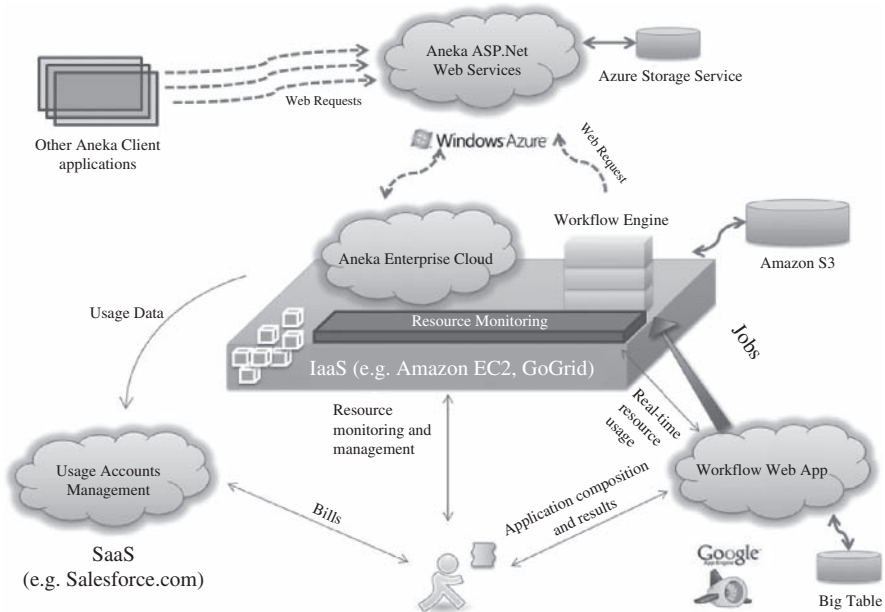 Aneka ASP.Net
Web Services
Azure Storage Service
Web Requests
Other Aneka Client
applications
Windows Azure
Web Request
Workflow Engine
Aneka Enterprise Cloud
Amazon S3
Usage Data
Resource Monitoring
Jobs
IaaS (e.g. Amazon EC2, GoGrid)
Resource
monitoring and
management
Real-time
resource
usage
Usage Accounts
Management
Workflow Web App
Application composition
and results
Bills
SaaS
(e.g. Salesforce.com)
Google
App Engine
Big Table